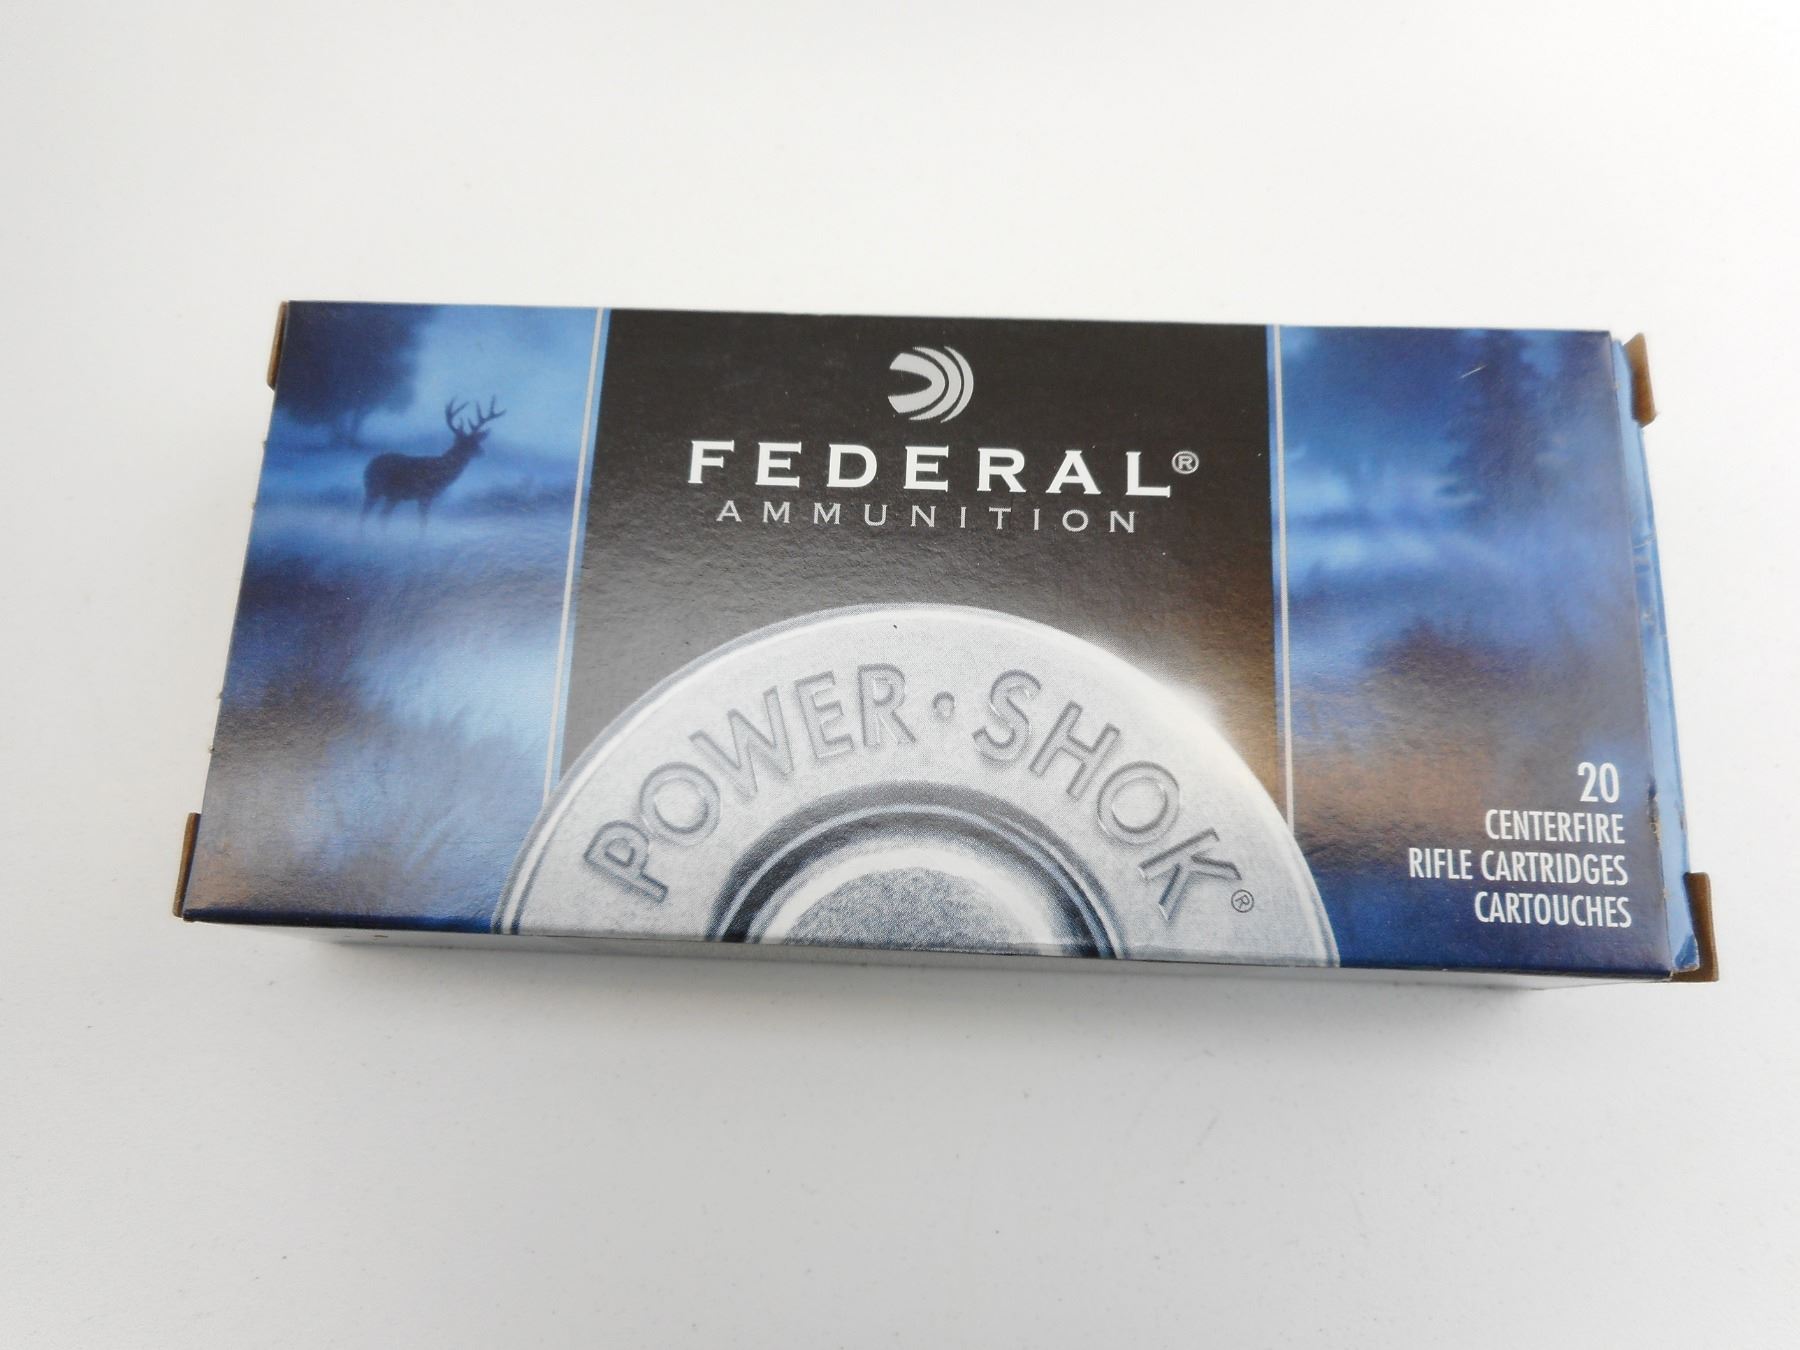 FEDERAL®
AMMUNITION
POWER·SHOK®
20
CENTERFIRE
RIFLE CARTRIDGES
CARTOUCHES